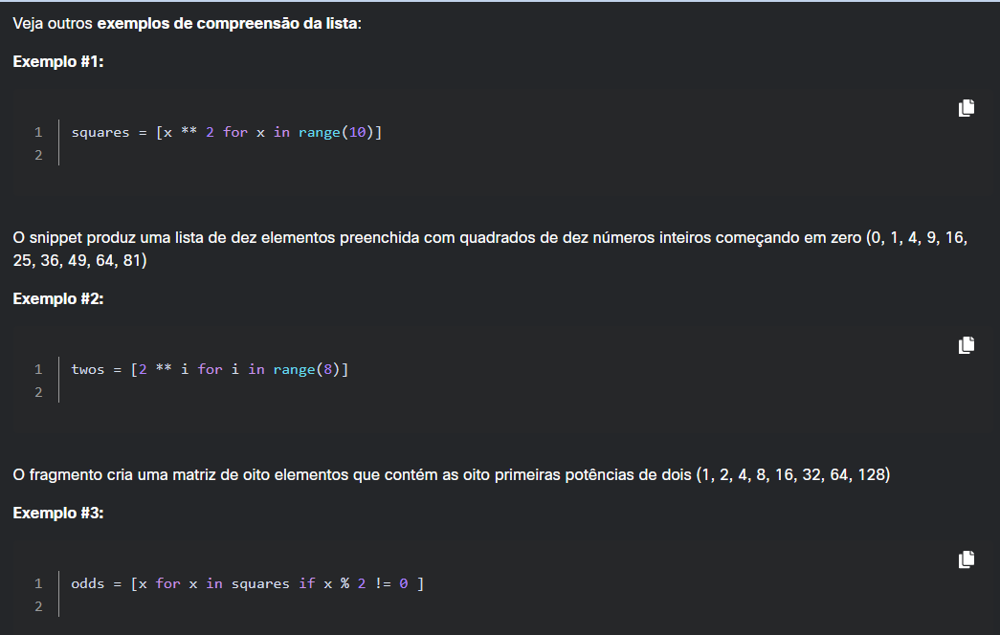 Veja outros exemplos de compreensão da lista:
Exemplo #1:
1 squares = [x ** 2 for x in range(10)]
2
O snippet produz uma lista de dez elementos preenchida com quadrados de dez números inteiros começando em zero (0, 1, 4, 9, 16,
25, 36, 49, 64, 81)
Exemplo #2:
1 twos = [2 ** i for i in range(8)]
2
O fragmento cria uma matriz de oito elementos que contém as oito primeiras potências de dois (1, 2, 4, 8, 16, 32, 64, 128)
Exemplo #3:
1 odds = [x for x in squares if x % 2 != 0 ]
2